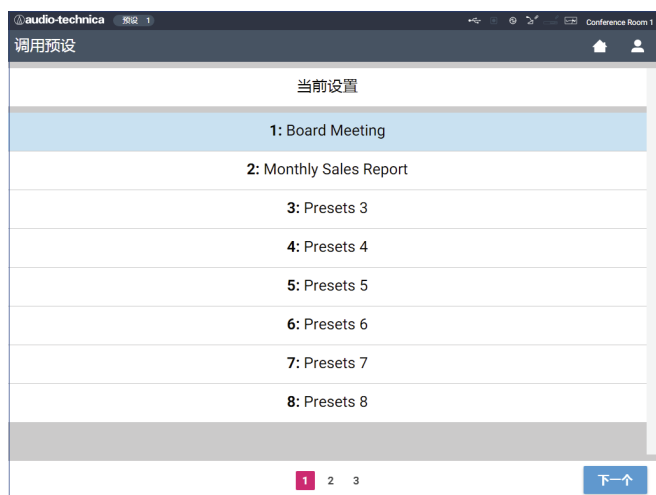 audio-technica 预设 1 Conference Room 1
调用预设
当前设置
1: Board Meeting
2: Monthly Sales Report
3: Presets 3
4: Presets 4
5: Presets 5
6: Presets 6
7: Presets 7
8: Presets 8
1 2 3 下一个